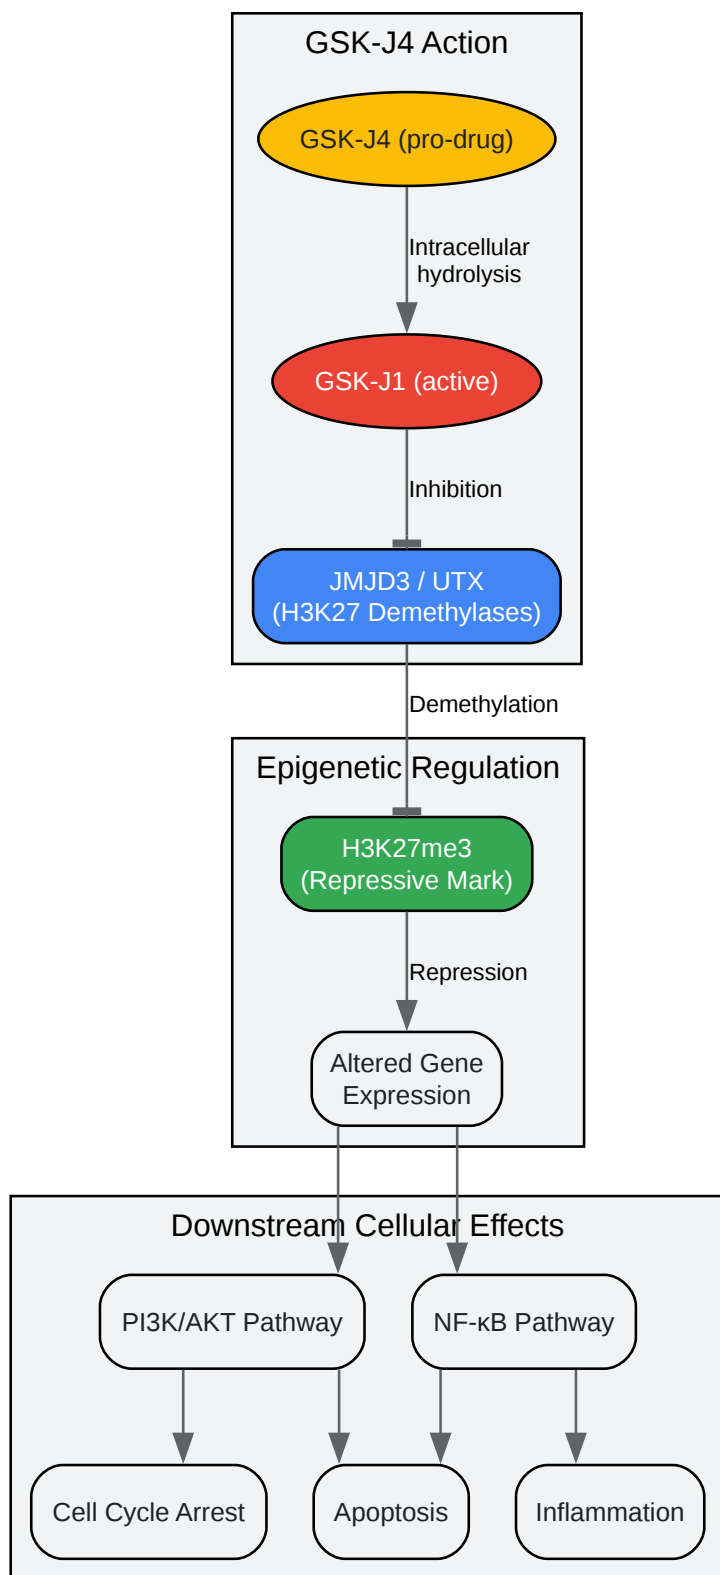 GSK-J4 Action
GSK-J4 (pro-drug)
Intracellular
hydrolysis
GSK-J1 (active)
Inhibition
JMJD3 / UTX
(H3K27 Demethylases)
Demethylation
Epigenetic Regulation
H3K27me3
(Repressive Mark)
Repression
Altered Gene
Expression
Downstream Cellular Effects
PI3K/AKT Pathway
NF-κB Pathway
Cell Cycle Arrest
Apoptosis
Inflammation